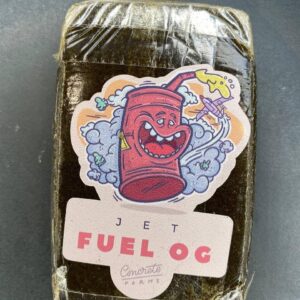 JET
FUEL OG
Concrete
FARMS